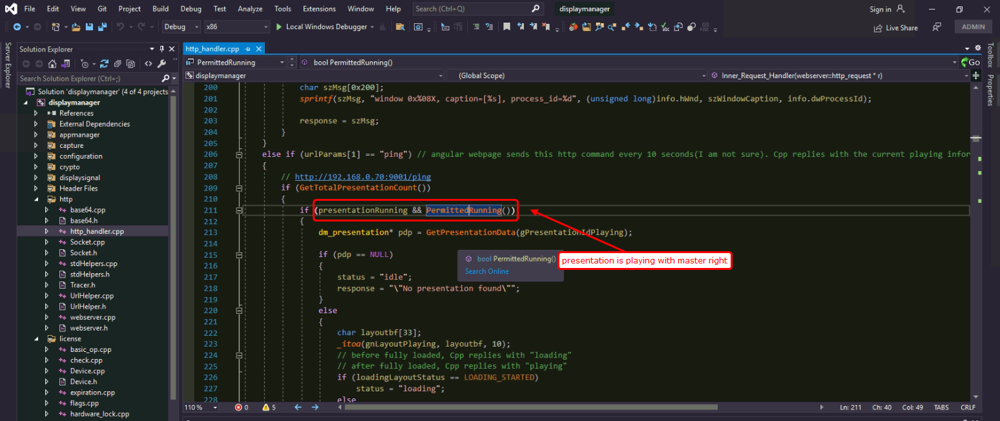 File Edit View Git Project Build Debug Test Analyze Tools Extensions Window Help Search (Ctrl+Q) displaymanager Sign in
Debug x86 Local Windows Debugger Live Share ADMIN
Server Explorer
Solution Explorer
Search Solution Explorer (Ctrl+;)
Solution 'displaymanager' (4 of 4 projects
displaymanager
References
External Dependencies
appmanager
capture
configuration
crypto
displaysignal
Header Files
http
base64.cpp
base64.h
http_handler.cpp
Socket.cpp
Socket.h
stdHelpers.cpp
stdHelpers.h
Tracer.h
UrlHelper.cpp
UrlHelper.h
webserver.cpp
webserver.h
license
basic_op.cpp
check.cpp
Device.cpp
Device.h
expiration.cpp
flags.cpp
hardware_lock.cpp
http_handler.cpp
PermittedRunning bool PermittedRunning() Go
displaymanager (Global Scope) Inner_Request_Handler(webserver::http_request * r)
200 char szMsg[0x200];
201 sprintf(szMsg, "window 0x%08X, caption=[%s], process_id=%d", (unsigned long)info.hWnd, szWindowCaption, info.dwProcessId);
202
203 response = szMsg;
204 }
205 }
206 else if (urlParams[1] == "ping") // angular webpage sends this http command every 10 seconds(I am not sure). Cpp replies with the current playing infor
207 {
208 // http://192.168.0.70:9001/ping
209 if (GetTotalPresentationCount())
210 {
211 if (presentationRunning && PermittedRunning())
212 {
213 dm_presentation* pdp = GetPresentationData(gPresentationIdPlaying);
214
215 if (pdp == NULL)
216 {
217 status = "idle";
218 response = "\"No presentation found\"";
219 }
220 else
221 {
222 char layoutbf[33];
223 _itoa(gnLayoutPlaying, layoutbf, 10);
224 // before fully loaded, Cpp replies with "loading"
225 // after fully loaded, Cpp replies with "playing"
226 if (loadingLayoutStatus == LOADING_STARTED)
227 status = "loading";
228 else
bool PermittedRunning()
Search Online
presentation is playing with master right
110 % 0 5 Ln: 211 Ch: 40 Col: 49 TABS CRLF
Toolbox
Properties